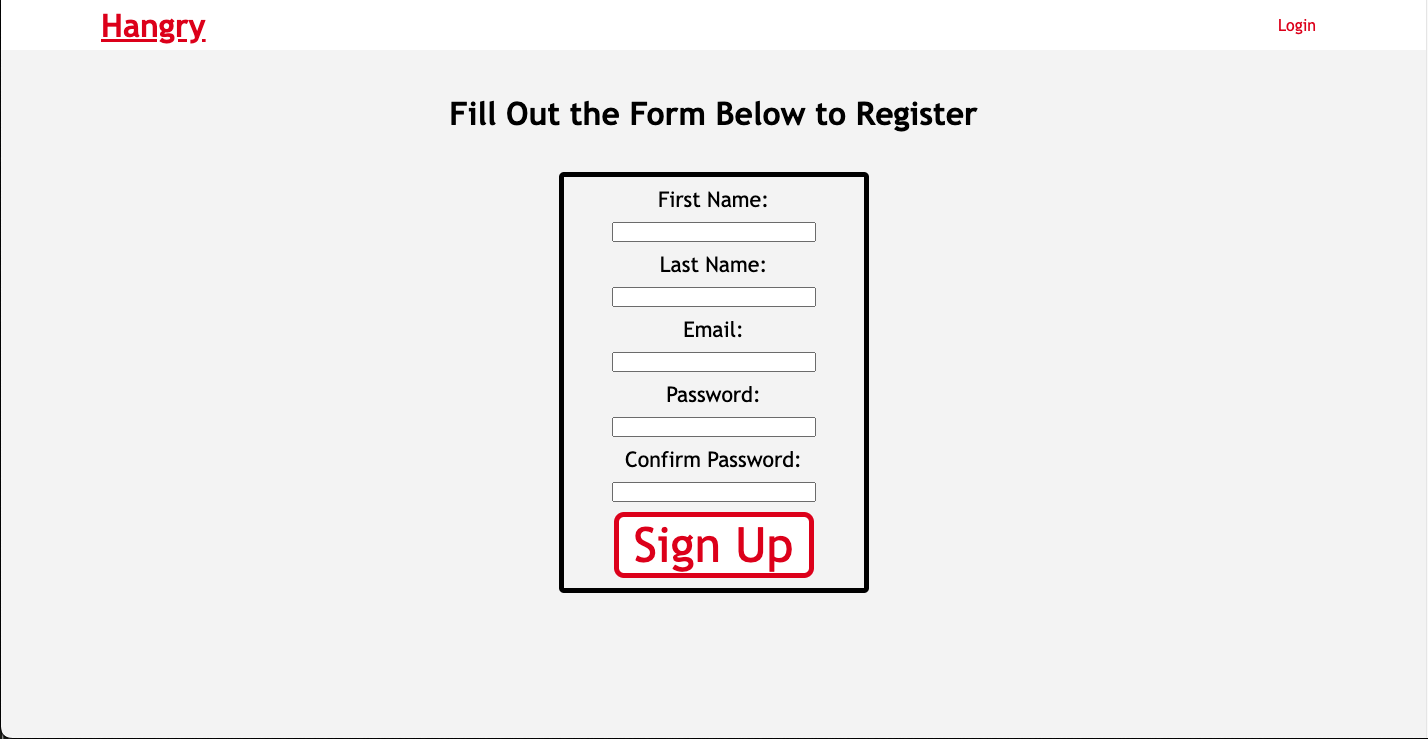 Hangry
Login
Fill Out the Form Below to Register
First Name:
Last Name:
Email:
Password:
Confirm Password:
Sign Up